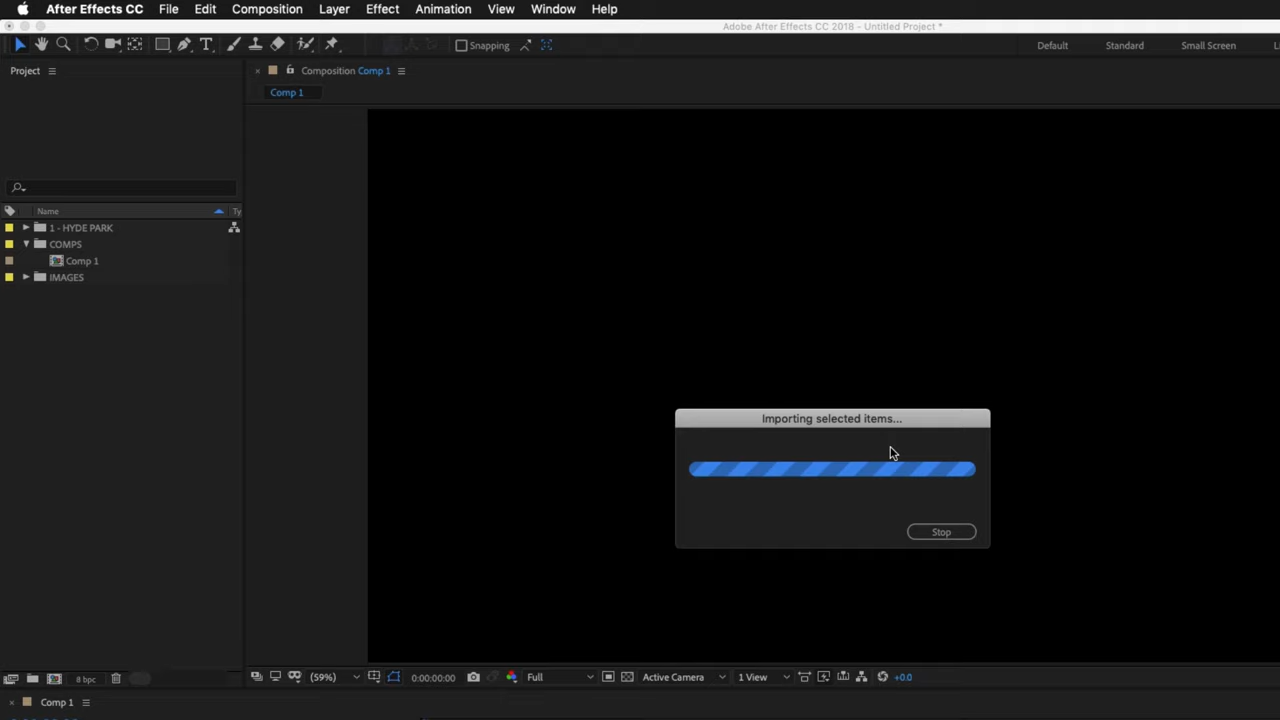 After Effects CC File Edit Composition Layer Effect Animation View Window Help
Adobe After Effects CC 2018 - Untitled Project *
Snapping Default Standard Small Screen
Project
Composition Comp 1
Comp 1
Name Ty
1 - HYDE PARK
COMPS
Comp 1
IMAGES
Importing selected items...
Stop
8 bpc (59%) 0:00:00:00 Full Active Camera 1 View +0.0
Comp 1